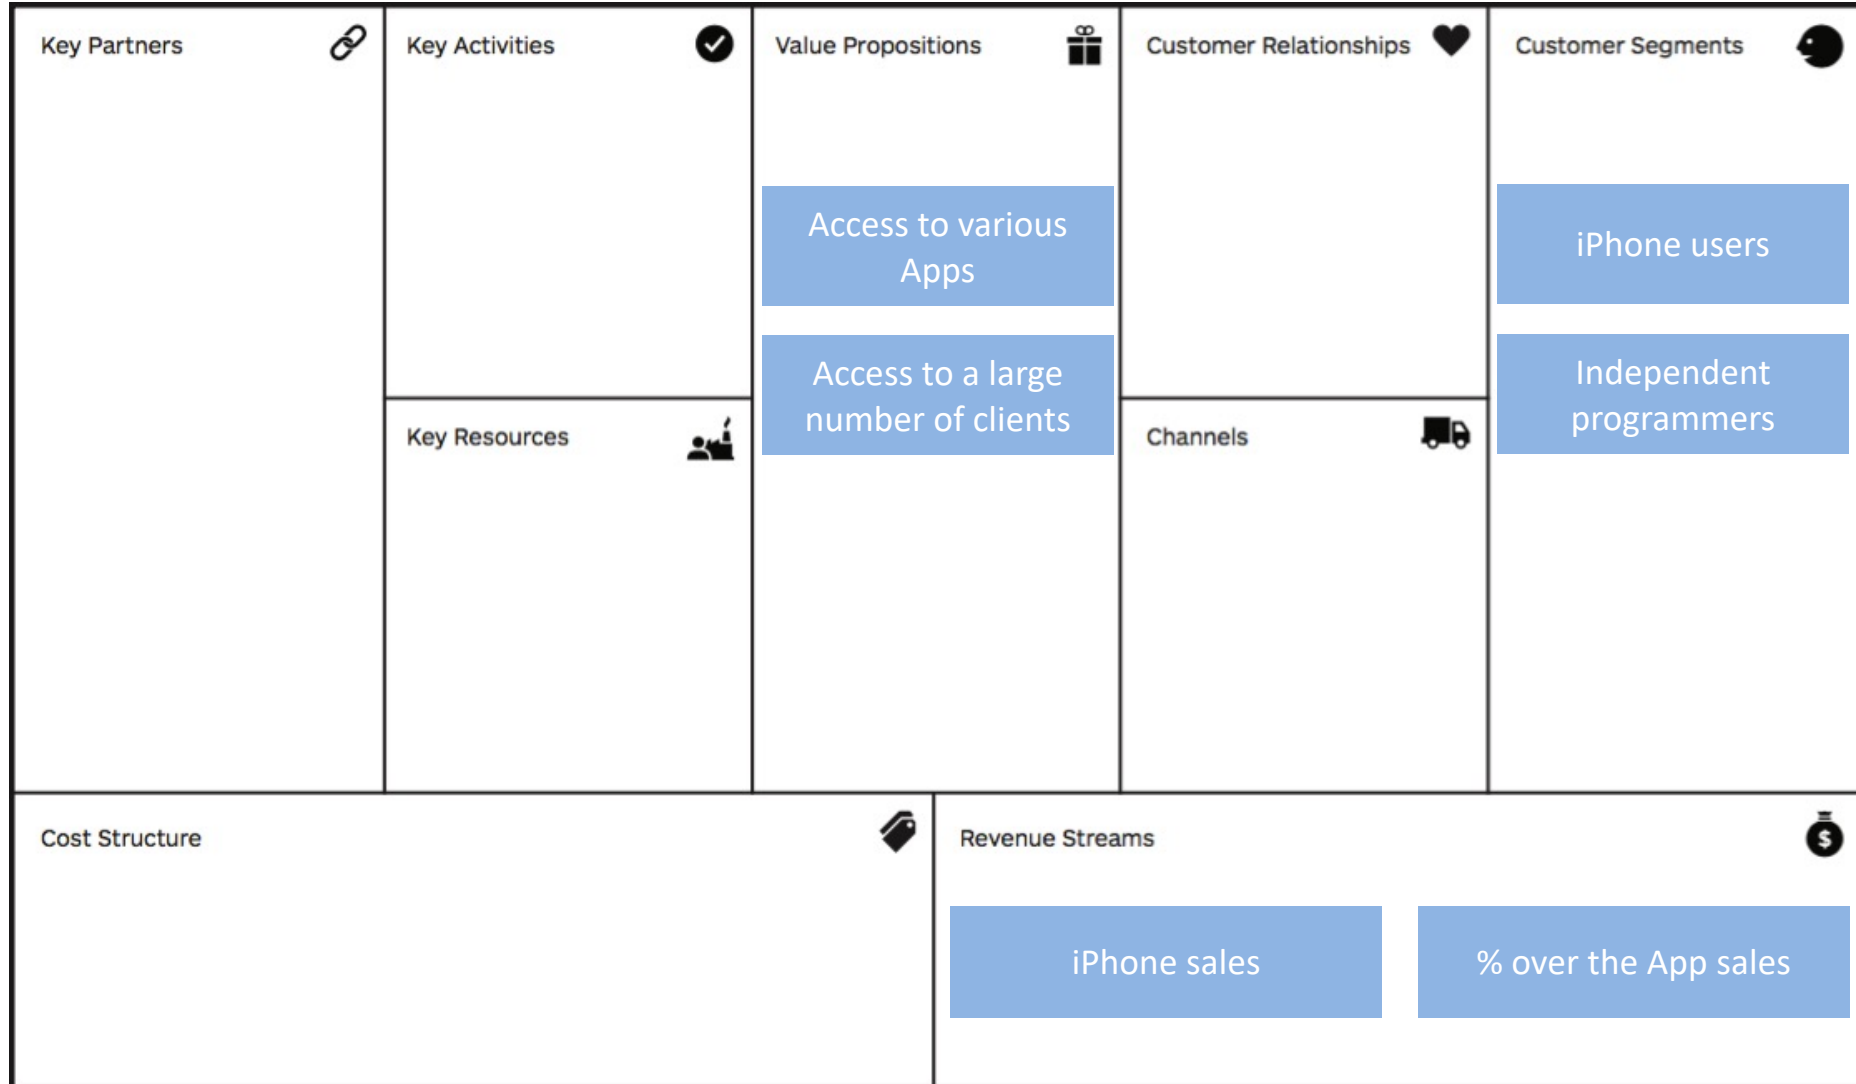 Key Partners
Key Activities
Value Propositions
Customer Relationships
Customer Segments
Access to various
Apps
iPhone users
Access to a large
number of clients
Independent
programmers
Key Resources
Channels
Cost Structure
Revenue Streams
$
iPhone sales
% over the App sales